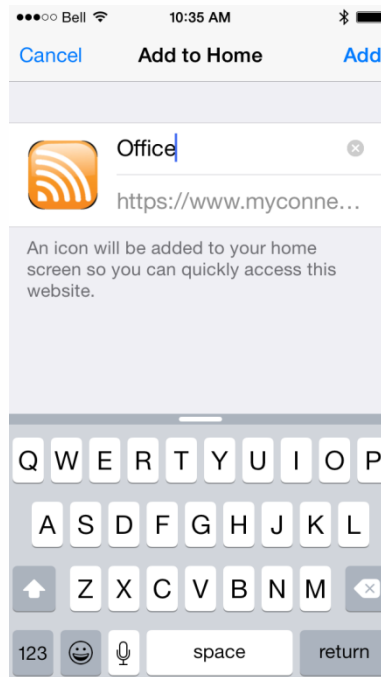 Bell 10:35 AM
Cancel Add to Home Add
Office
https://www.myconne...
An icon will be added to your home
screen so you can quickly access this
website.
Q W E R T Y U I O P
A S D F G H J K L
Z X C V B N M
123 space return